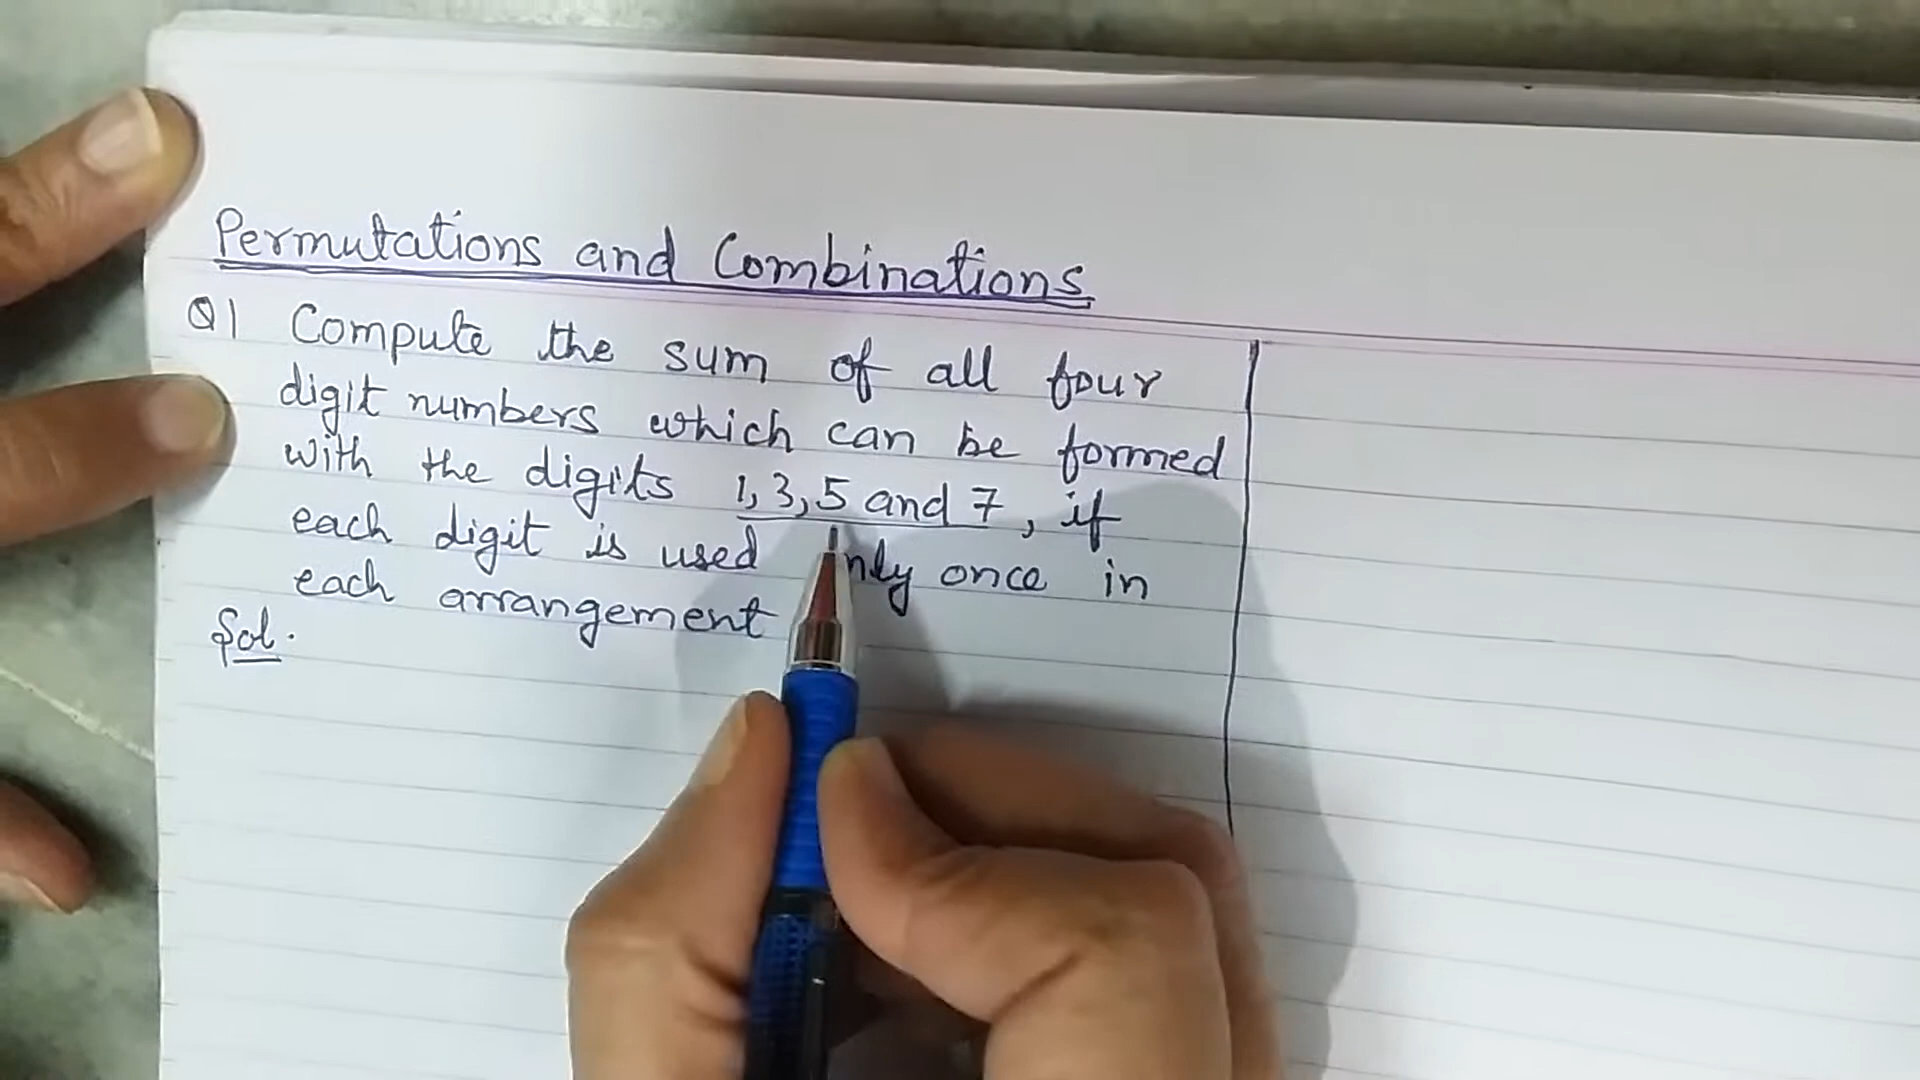 Permutations and Combinations
Q1 Compute the sum of all four
digit numbers which can be formed
with the digits 1, 3, 5 and 7, if
each digit is used only once in
each arrangement
Sol.